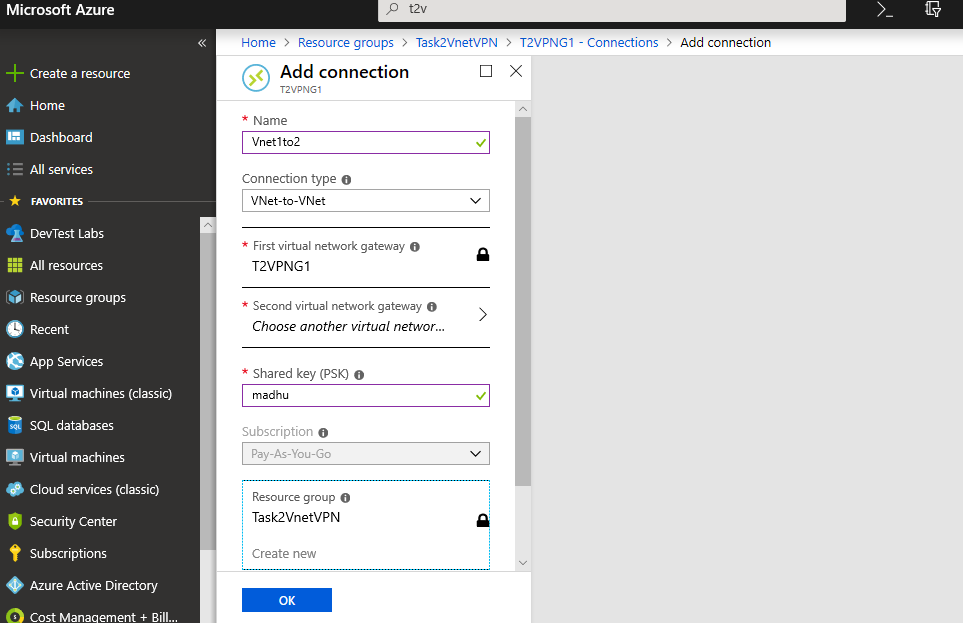 Microsoft Azure
t2v
Home > Resource groups > Task2VnetVPN > T2VPNG1 - Connections > Add connection
Create a resource
Home
Dashboard
All services
FAVORITES
DevTest Labs
All resources
Resource groups
Recent
App Services
Virtual machines (classic)
SQL databases
Virtual machines
Cloud services (classic)
Security Center
Subscriptions
Azure Active Directory
Cost Management + Bill...
Add connection
T2VPNG1
* Name
Vnet1to2
Connection type
VNet-to-VNet
* First virtual network gateway
T2VPNG1
* Second virtual network gateway
Choose another virtual networ...
* Shared key (PSK)
madhu
Subscription
Pay-As-You-Go
Resource group
Task2VnetVPN
Create new
OK